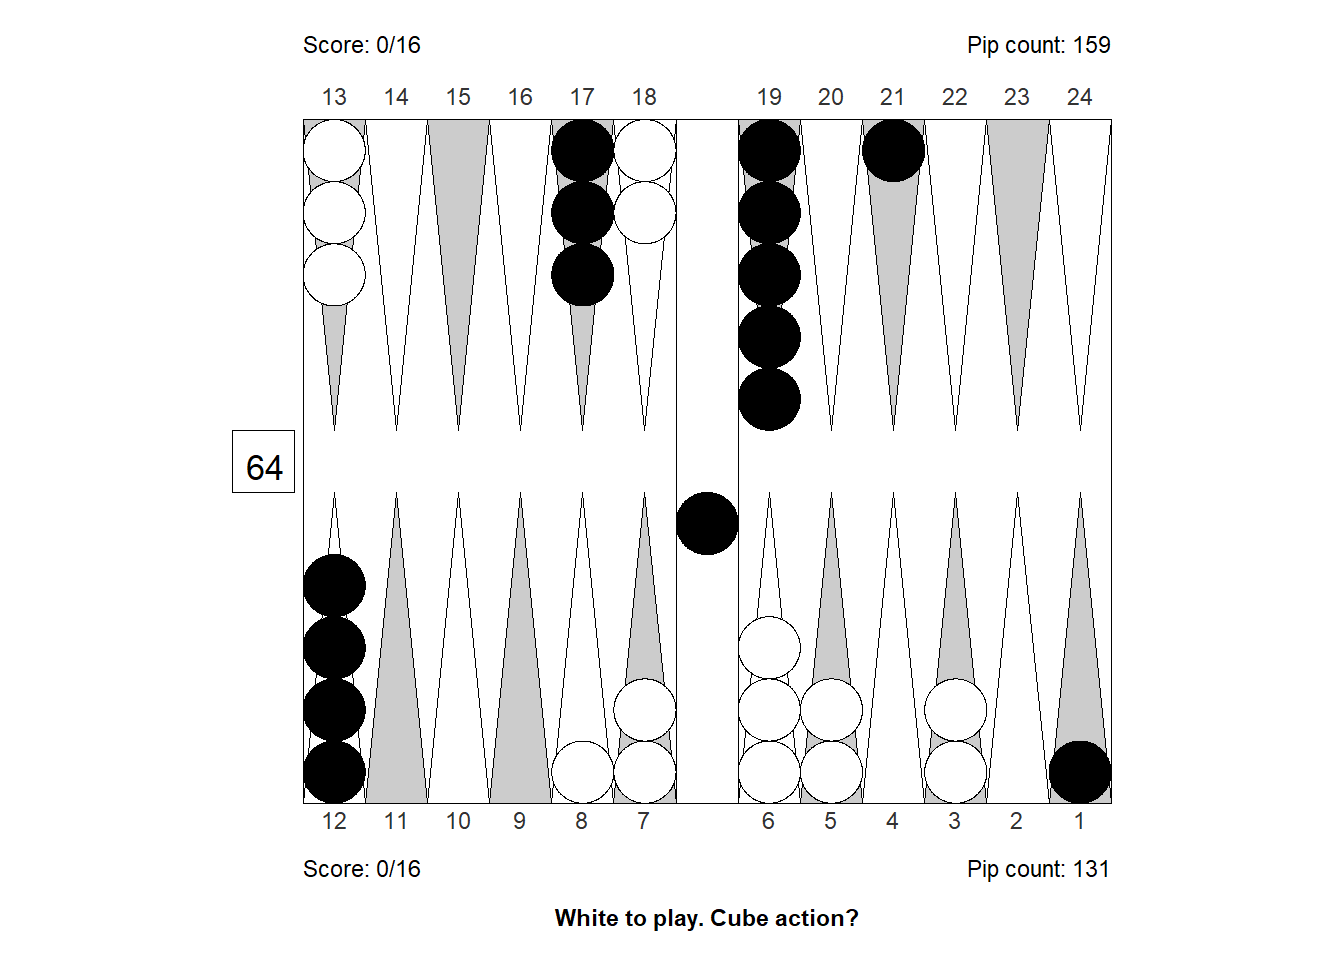 Score: 0/16 Pip count: 159
13 14 15 16 17 18 19 20 21 22 23 24
64
12 11 10 9 8 7 6 5 4 3 2 1
Score: 0/16 Pip count: 131
White to play. Cube action?